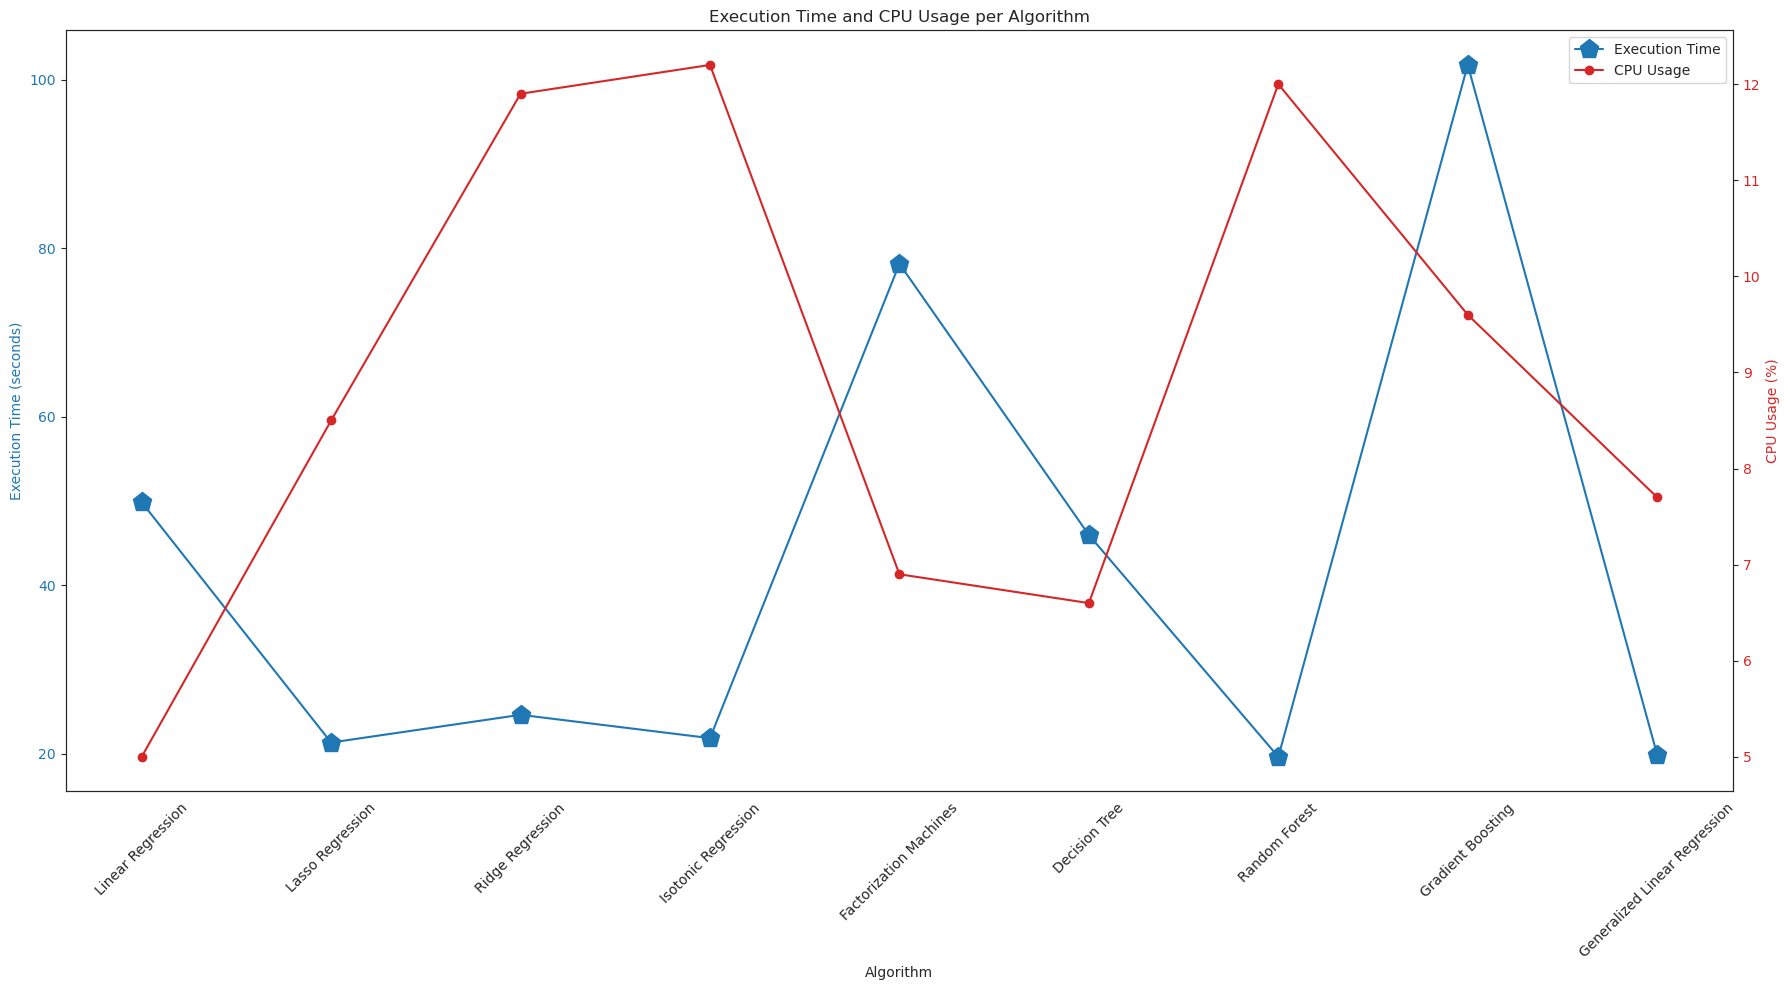 Execution Time and CPU Usage per Algorithm
Execution Time
CPU Usage
Execution Time (seconds)
100
80
60
40
20
CPU Usage (%)
12
11
10
9
8
7
6
5
Linear Regression
Lasso Regression
Ridge Regression
Isotonic Regression
Factorization Machines
Decision Tree
Random Forest
Gradient Boosting
Generalized Linear Regression
Algorithm